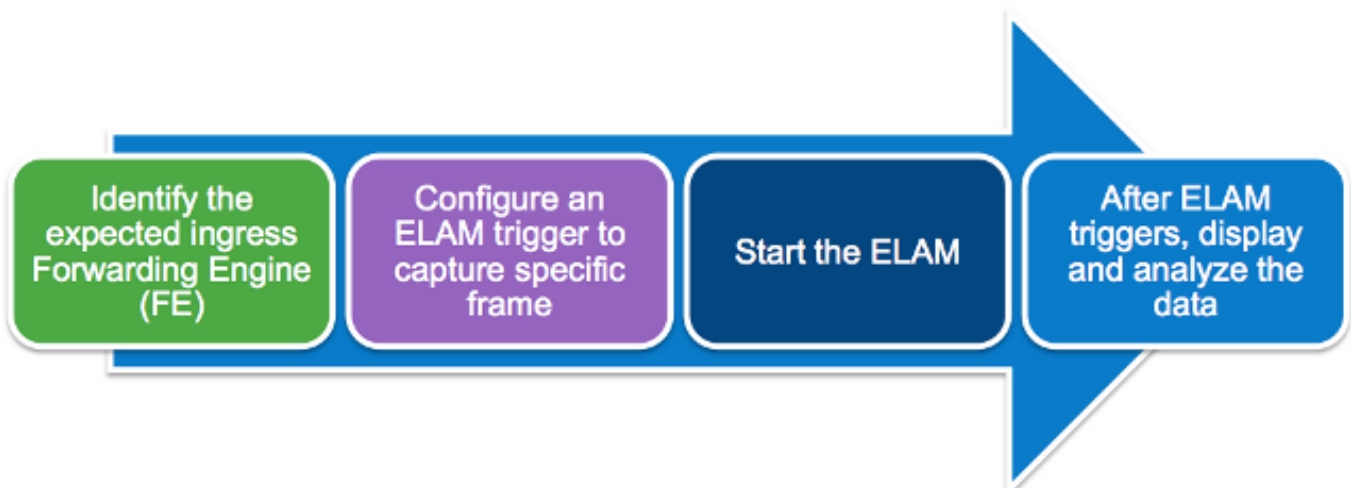 Identify the
expected ingress
Forwarding Engine
(FE)
Configure an
ELAM trigger to
capture specific
frame
Start the ELAM
After ELAM
triggers, display
and analyze the
data